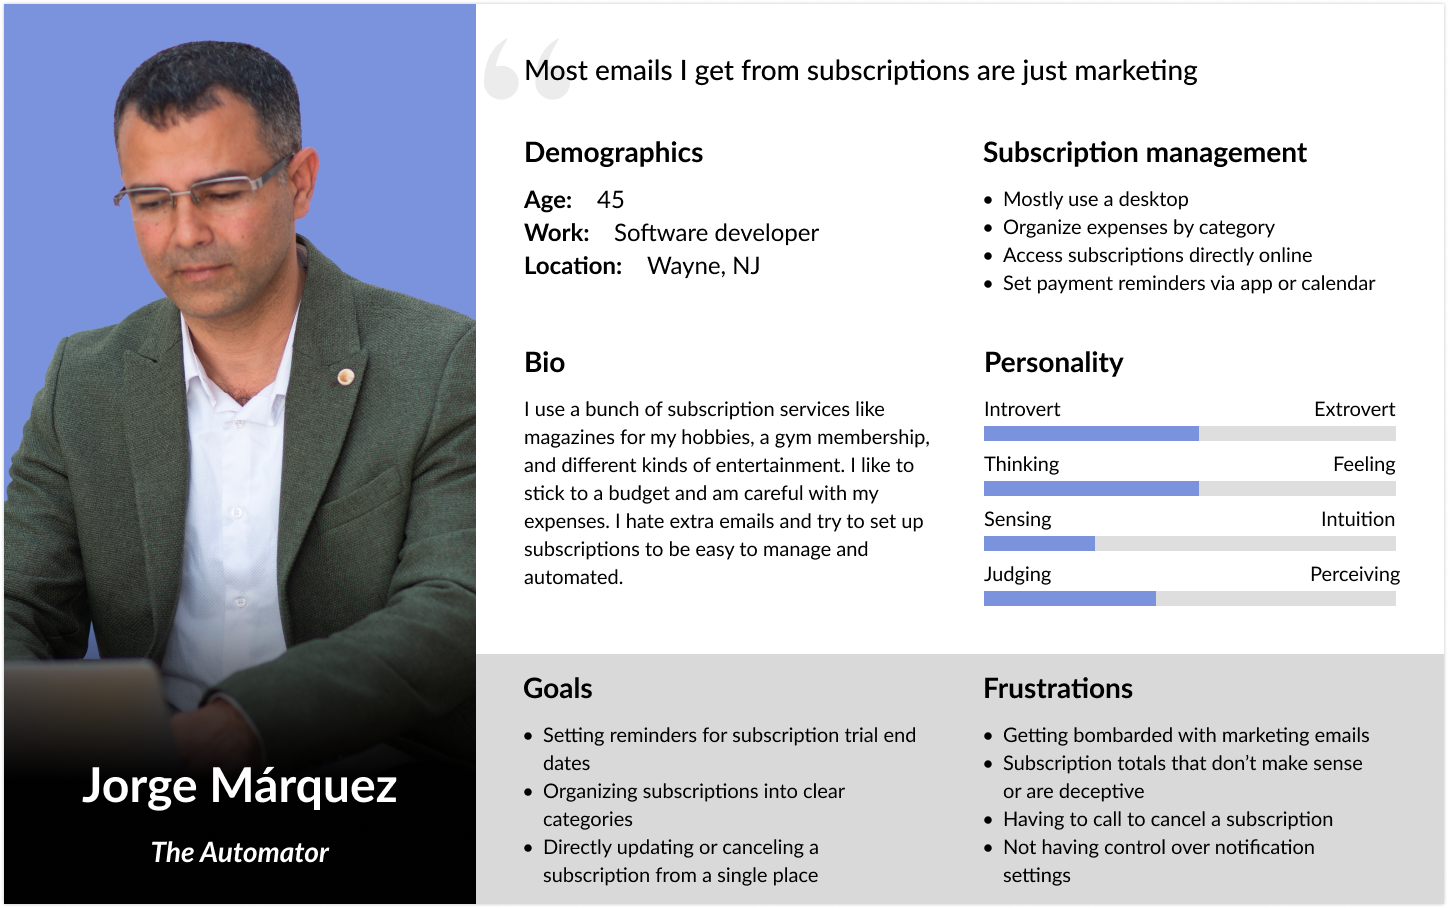 “Most emails I get from subscriptions are just marketing
Demographics
Age: 45
Work: Software developer
Location: Wayne, NJ
Subscription management
• Mostly use a desktop
• Organize expenses by category
• Access subscriptions directly online
• Set payment reminders via app or calendar
Bio
I use a bunch of subscription services like
magazines for my hobbies, a gym membership,
and different kinds of entertainment. I like to
stick to a budget and am careful with my
expenses. I hate extra emails and try to set up
subscriptions to be easy to manage and
automated.
Personality
Introvert Extrovert
Thinking Feeling
Sensing Intuition
Judging Perceiving
Jorge Márquez
The Automator
Goals
• Setting reminders for subscription trial end
dates
• Organizing subscriptions into clear
categories
• Directly updating or canceling a
subscription from a single place
Frustrations
• Getting bombarded with marketing emails
• Subscription totals that don’t make sense
or are deceptive
• Having to call to cancel a subscription
• Not having control over notification
settings